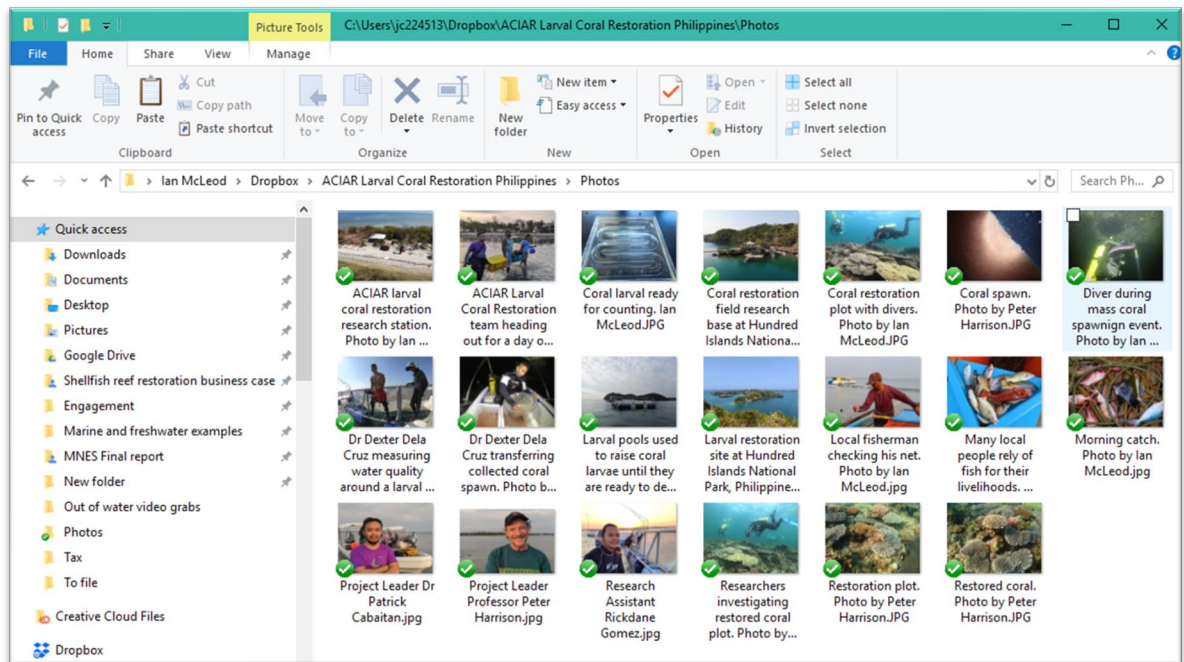 Picture Tools
C:\Users\jc224513\Dropbox\ACIAR Larval Coral Restoration Philippines\Photos
File
Home
Share
View
Manage
Pin to Quick
access
Copy
Paste
Cut
Copy path
Paste shortcut
Clipboard
Move
to
Copy
to
Delete
Rename
Organize
New
folder
New item
Easy access
New
Properties
Open
Edit
History
Open
Select all
Select none
Invert selection
Select
Ian McLeod > Dropbox > ACIAR Larval Coral Restoration Philippines > Photos
Search Ph...
Quick access
Downloads
Documents
Desktop
Pictures
Google Drive
Shellfish reef restoration business case
Engagement
Marine and freshwater examples
MNES Final report
New folder
Out of water video grabs
Photos
Tax
To file
Creative Cloud Files
Dropbox
ACIAR larval
coral restoration
research station.
Photo by Ian ...
ACIAR Larval
Coral Restoration
team heading
out for a day o...
Coral larval ready
for counting. Ian
McLeod.JPG
Coral restoration
field research
base at Hundred
Islands Nationa...
Coral restoration
plot with divers.
Photo by Ian
McLeod.JPG
Coral spawn.
Photo by Peter
Harrison.JPG
Diver during
mass coral
spawnign event.
Photo by Ian ...
Dr Dexter Dela
Cruz measuring
water quality
around a larval ...
Dr Dexter Dela
Cruz transferring
collected coral
spawn. Photo b...
Larval pools used
to raise coral
larvae until they
are ready to de...
Larval restoration
site at Hundred
Islands National
Park, Philippine...
Local fisherman
checking his net.
Photo by Ian
McLeod.jpg
Many local
people rely of
fish for their
livelihoods. ...
Morning catch.
Photo by Ian
McLeod.jpg
Project Leader Dr
Patrick
Cabaitan.jpg
Project Leader
Professor Peter
Harrison.jpg
Research
Assistant
Rickdane
Gomez.jpg
Researchers
investigating
restored coral
plot. Photo by...
Restoration plot.
Photo by Peter
Harrison.JPG
Restored coral.
Photo by Peter
Harrison.JPG